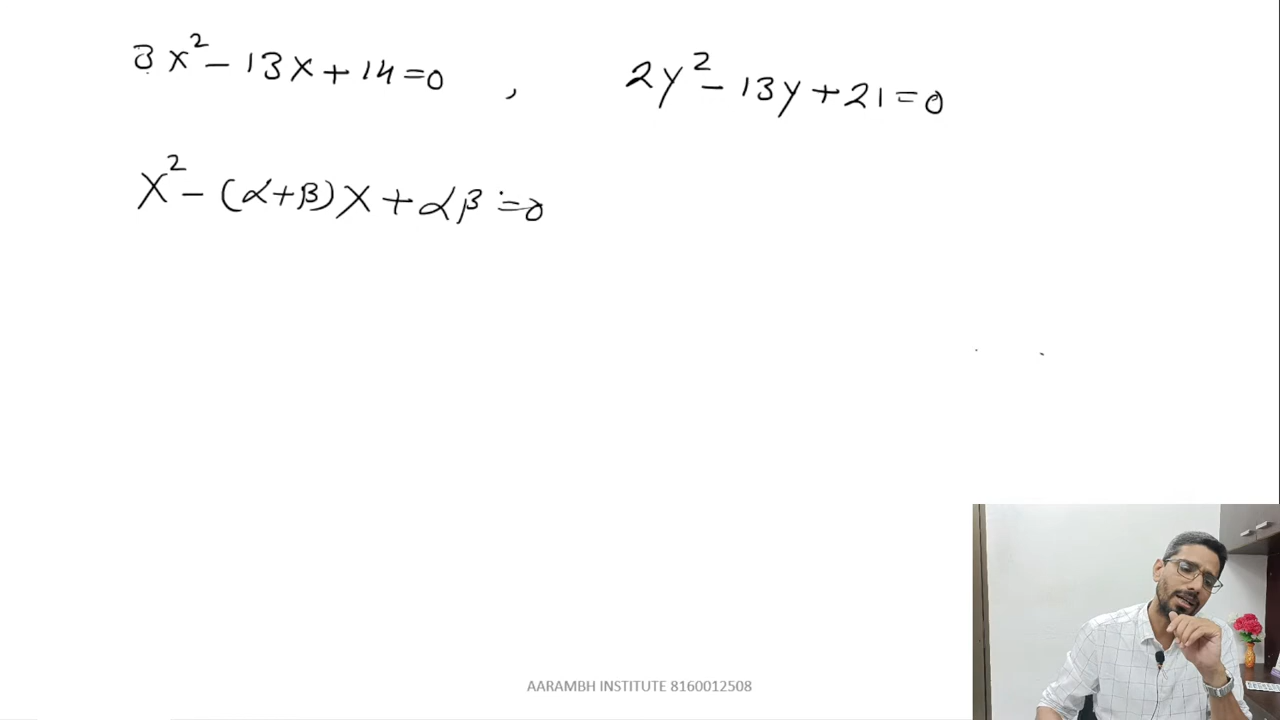 3x² - 13x + 14 = 0 , 2y² - 13y + 21 = 0
x² - (α+β)x + αβ = 0
AARAMBH INSTITUTE 8160012508